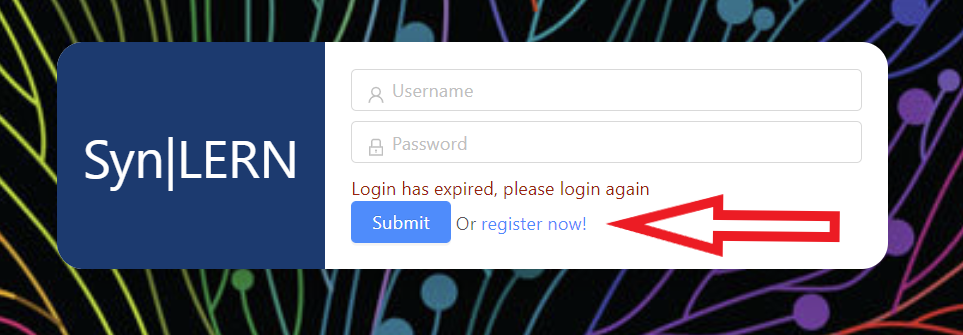 Syn|LERN
Username
Password
Login has expired, please login again
Submit Or register now!